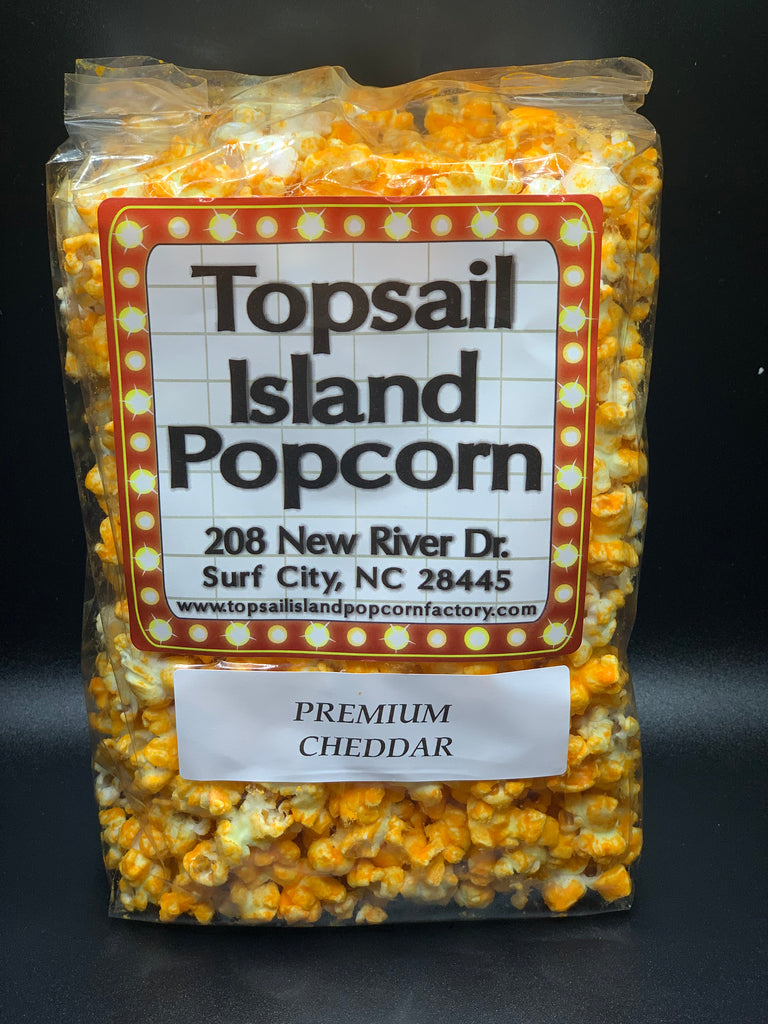 Topsail
Island
Popcorn
208 New River Dr.
Surf City, NC 28445
www.topsailislandpopcornfactory.com
PREMIUM
CHEDDAR